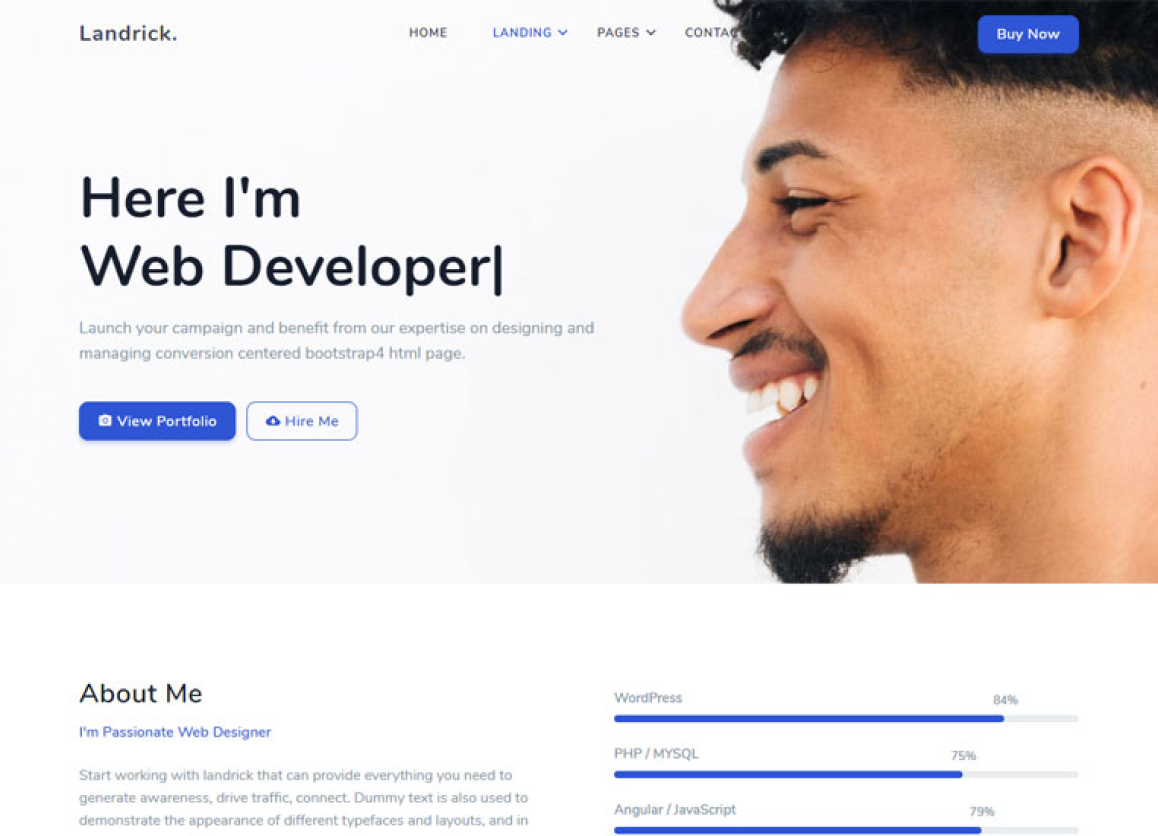 Landrick.
HOME
LANDING
PAGES
Buy Now
Here I'm
Web Developer|
Launch your campaign and benefit from our expertise on designing and
managing conversion centered bootstrap4 html page.
View Portfolio
Hire Me
About Me
I'm Passionate Web Designer
Start working with landrick that can provide everything you need to
generate awareness, drive traffic, connect. Dummy text is also used to
demonstrate the appearance of different typefaces and layouts, and in
WordPress 84%
PHP / MYSQL 75%
Angular / JavaScript 79%